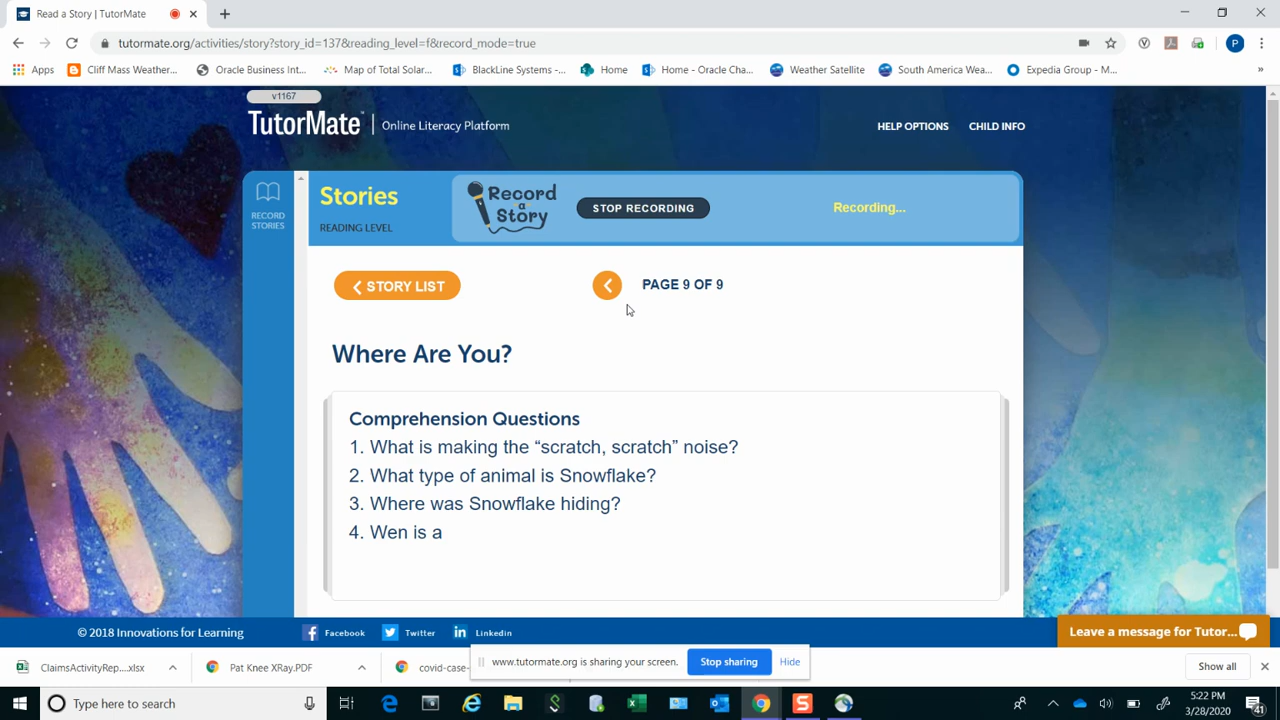 Read a Story | TutorMate
tutormate.org/activities/story?story_id=137&reading_level=f&record_mode=true
P
Apps
Cliff Mass Weather...
Oracle Business Int...
Map of Total Solar...
BlackLine Systems -...
Home
Home - Oracle Cha...
Weather Satellite
South America Wea...
Expedia Group - M...
»
v1167
TutorMate | Online Literacy Platform
HELP OPTIONS
CHILD INFO
RECORD STORIES
Stories
READING LEVEL
Record a Story
STOP RECORDING
Recording...
STORY LIST
PAGE 9 OF 9
Where Are You?
Comprehension Questions
1. What is making the “scratch, scratch” noise?
2. What type of animal is Snowflake?
3. Where was Snowflake hiding?
4. Wen is a
© 2018 Innovations for Learning
Facebook
Twitter
Linkedin
Leave a message for Tutor...
ClaimsActivityRep....xlsx
Pat Knee XRay.PDF
covid-case-
www.tutormate.org is sharing your screen.
Stop sharing
Hide
Show all
Type here to search
5:22 PM
3/28/2020
41